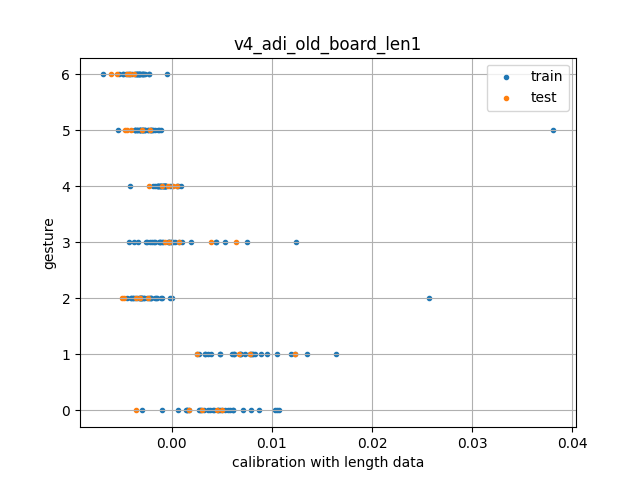 v4_adi_old_board_len1
train
test
gesture
6
5
4
3
2
1
0
0.00
0.01
0.02
0.03
0.04
calibration with length data